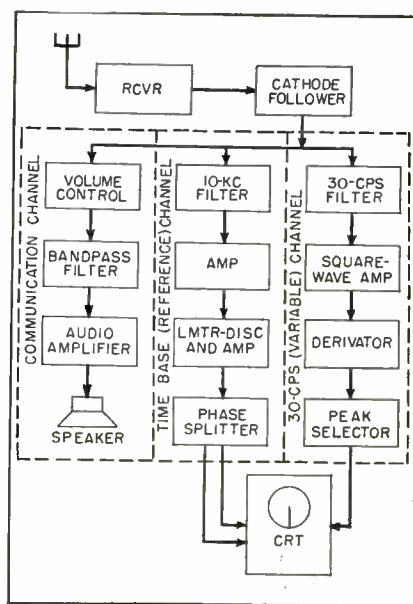 RCVR
CATHODE
FOLLOWER
COMMUNICATION CHANNEL
VOLUME
CONTROL
BANDPASS
FILTER
AUDIO
AMPLIFIER
SPEAKER
TIME BASE (REFERENCE) CHANNEL
10-KC
FILTER
AMP
LMTR-DISC
AND AMP
PHASE
SPLITTER
30-CPS (VARIABLE) CHANNEL
30-CPS
FILTER
SQUARE-
WAVE AMP
DERIVATOR
PEAK
SELECTOR
CRT